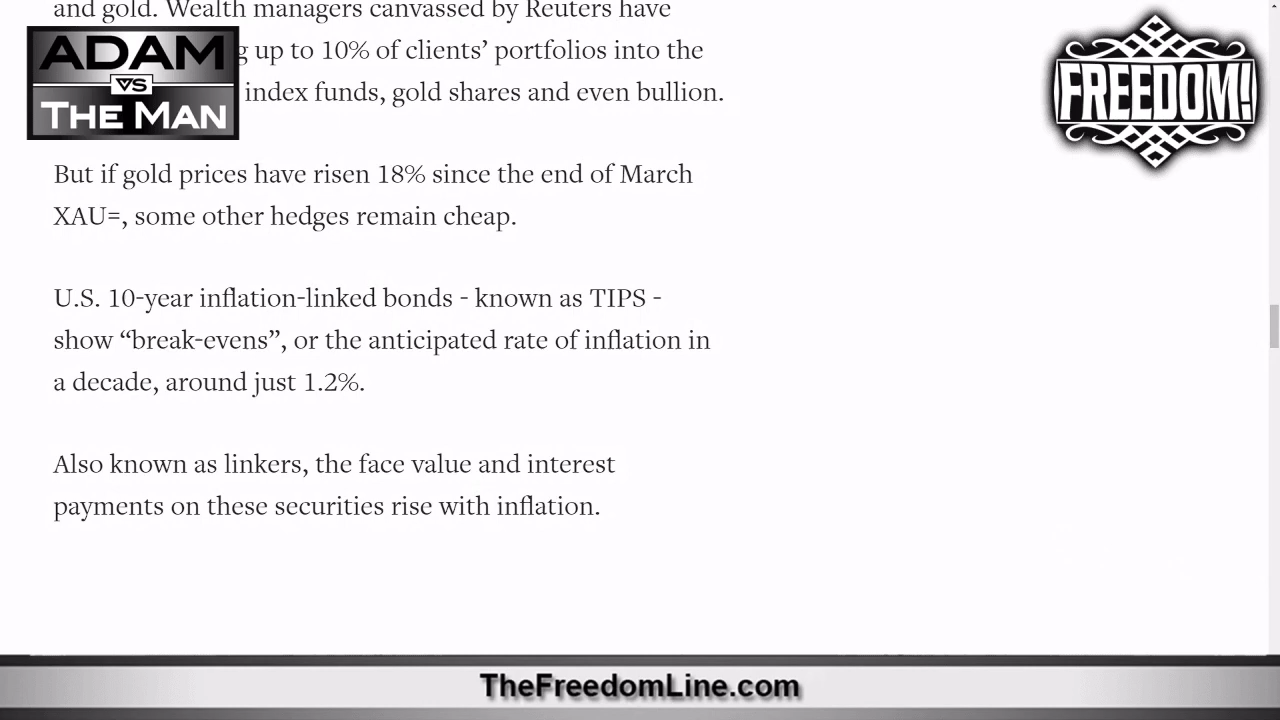 and gold. Wealth managers canvassed by Reuters have
up to 10% of clients’ portfolios into the
index funds, gold shares and even bullion.
ADAM
VS
THE MAN
FREEDOM!
But if gold prices have risen 18% since the end of March
XAU=, some other hedges remain cheap.
U.S. 10-year inflation-linked bonds - known as TIPS -
show “break-evens”, or the anticipated rate of inflation in
a decade, around just 1.2%.
Also known as linkers, the face value and interest
payments on these securities rise with inflation.
TheFreedomLine.com